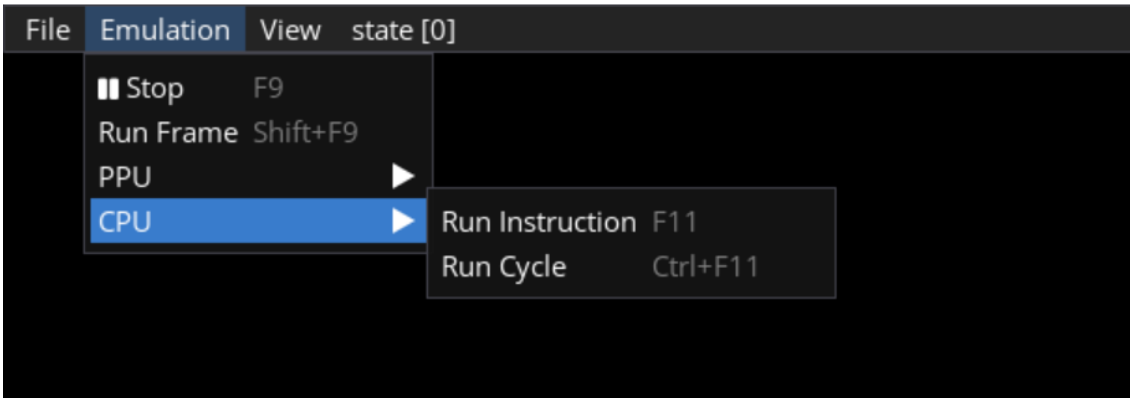 File Emulation View state [0]
Stop F9
Run Frame Shift+F9
PPU
CPU
Run Instruction F11
Run Cycle Ctrl+F11